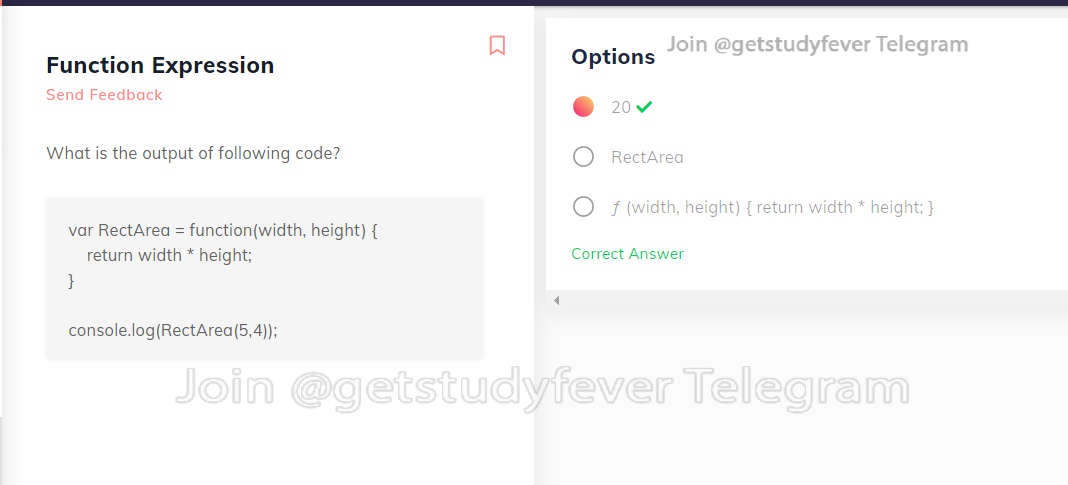 Function Expression
Send Feedback
What is the output of following code?
var RectArea = function(width, height) {
    return width * height;
}
console.log(RectArea(5,4));
Options
Join @getstudyfever Telegram
20
RectArea
ƒ (width, height) { return width * height; }
Correct Answer
Join @getstudyfever Telegram